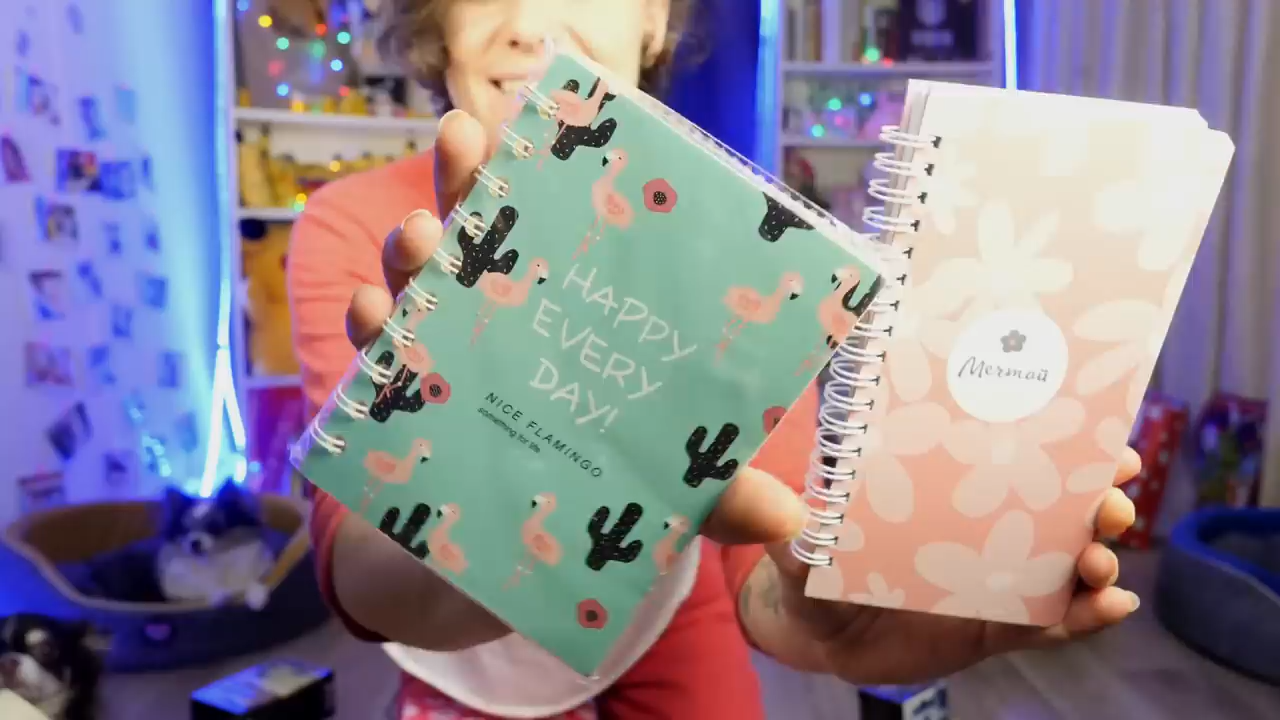 HAPPY
EVERY
DAY!
NICE FLAMINGO
something for life
Мечтай